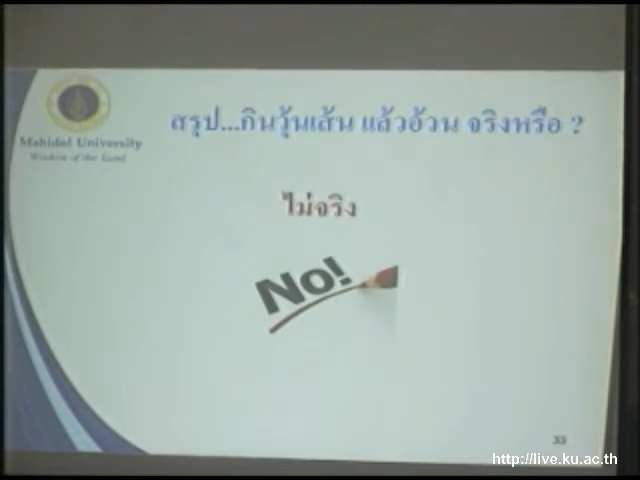 Mahidol University
Wisdom of the Land
สรุป...กินวุ้นเส้น แล้วอ้วน จริงหรือ ?
ไม่จริง
No!
33
http://live.ku.ac.th